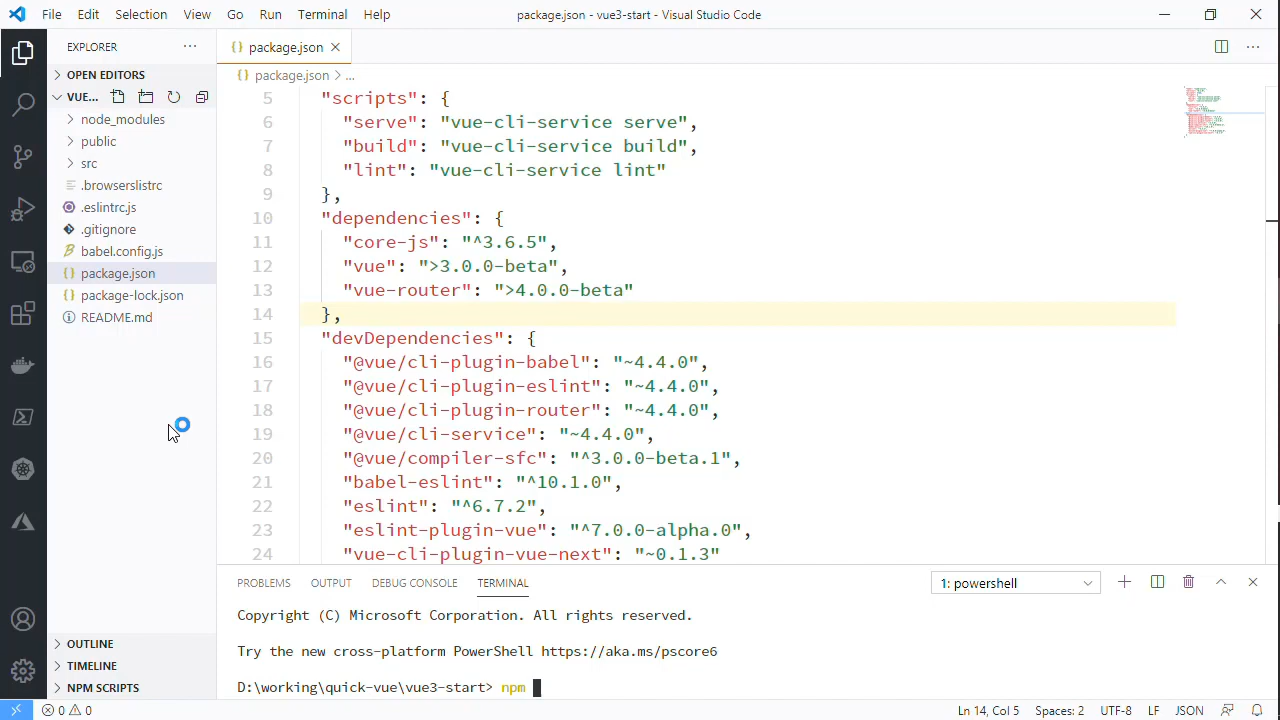 File Edit Selection View Go Run Terminal Help package.json - vue3-start - Visual Studio Code
EXPLORER
OPEN EDITORS
VUE...
node_modules
public
src
.browserslistrc
.eslintrc.js
.gitignore
babel.config.js
package.json
package-lock.json
README.md
OUTLINE
TIMELINE
NPM SCRIPTS
{} package.json
{} package.json > ...
5 "scripts": {
6 "serve": "vue-cli-service serve",
7 "build": "vue-cli-service build",
8 "lint": "vue-cli-service lint"
9 },
10 "dependencies": {
11 "core-js": "^3.6.5",
12 "vue": ">3.0.0-beta",
13 "vue-router": ">4.0.0-beta"
14 },
15 "devDependencies": {
16 "@vue/cli-plugin-babel": "~4.4.0",
17 "@vue/cli-plugin-eslint": "~4.4.0",
18 "@vue/cli-plugin-router": "~4.4.0",
19 "@vue/cli-service": "~4.4.0",
20 "@vue/compiler-sfc": "^3.0.0-beta.1",
21 "babel-eslint": "^10.1.0",
22 "eslint": "^6.7.2",
23 "eslint-plugin-vue": "^7.0.0-alpha.0",
24 "vue-cli-plugin-vue-next": "~0.1.3"
PROBLEMS OUTPUT DEBUG CONSOLE TERMINAL 1: powershell
Copyright (C) Microsoft Corporation. All rights reserved.
Try the new cross-platform PowerShell https://aka.ms/pscore6
D:\working\quick-vue\vue3-start> npm
0 0 Ln 14, Col 5 Spaces: 2 UTF-8 LF JSON